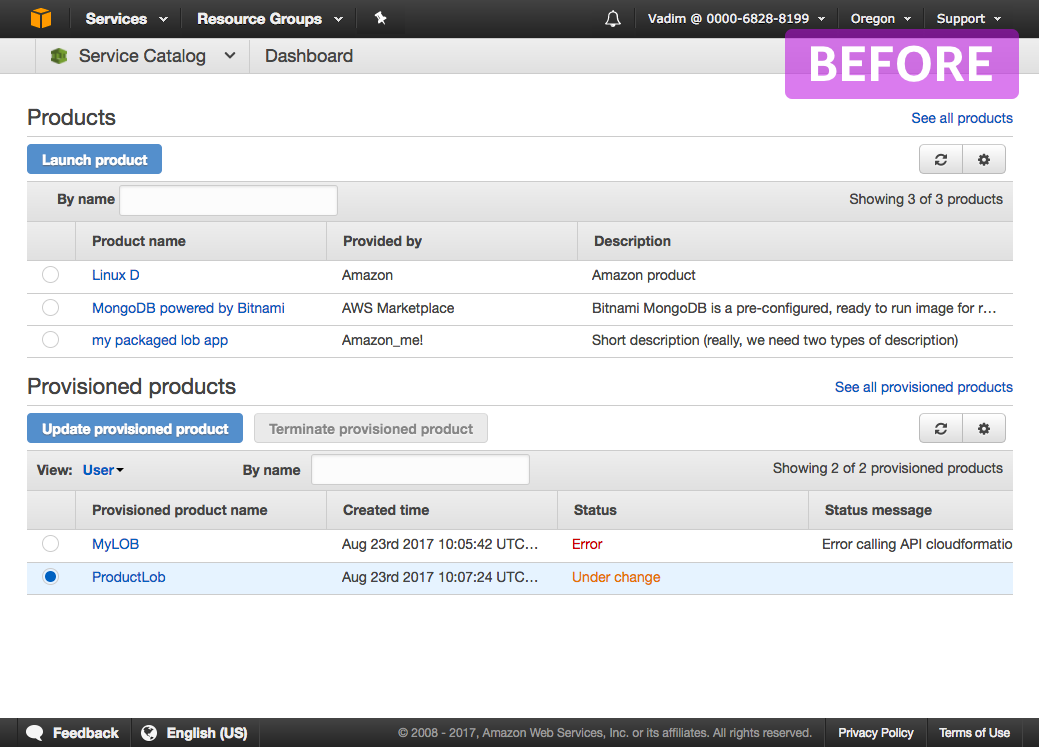 Services Resource Groups Vadim @ 0000-6828-8199 Oregon Support
Service Catalog Dashboard
BEFORE
Products See all products
Launch product
By name Showing 3 of 3 products
Product name Provided by Description
Linux D Amazon Amazon product
MongoDB powered by Bitnami AWS Marketplace Bitnami MongoDB is a pre-configured, ready to run image for r…
my packaged lob app Amazon_me! Short description (really, we need two types of description)
Provisioned products See all provisioned products
Update provisioned product Terminate provisioned product
View: User By name Showing 2 of 2 provisioned products
Provisioned product name Created time Status Status message
MyLOB Aug 23rd 2017 10:05:42 UTC… Error Error calling API cloudformatio
ProductLob Aug 23rd 2017 10:07:24 UTC… Under change
Feedback English (US) © 2008 - 2017, Amazon Web Services, Inc. or its affiliates. All rights reserved. Privacy Policy Terms of Use